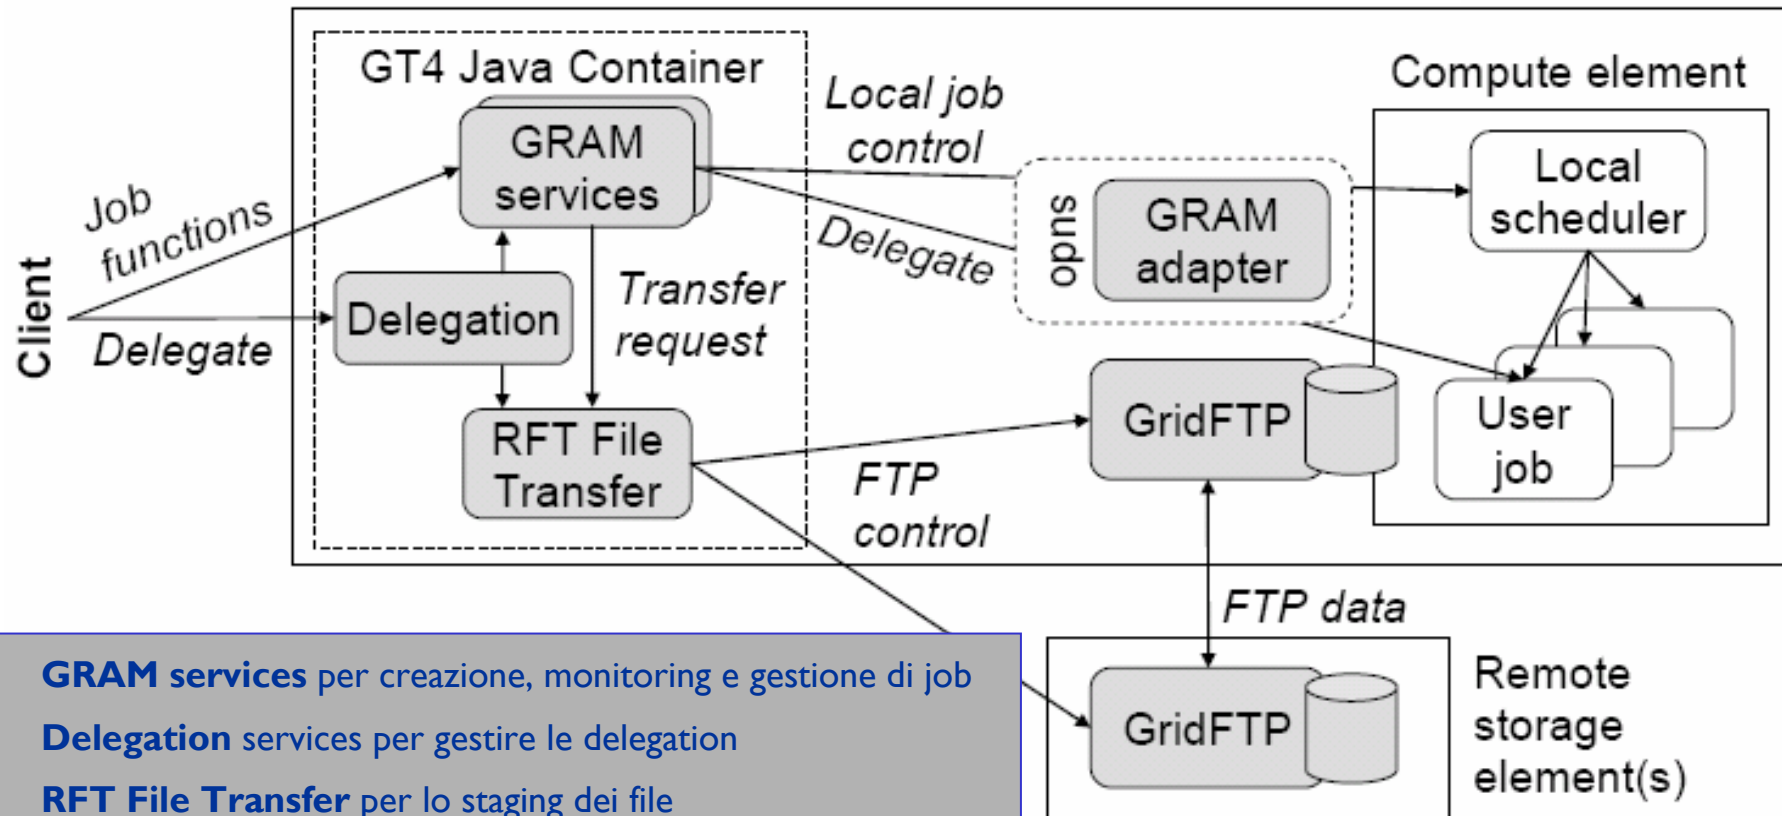 GT4 Java Container
GRAM
services
Job
functions
Client
Delegate
Delegation
Transfer
request
RFT File
Transfer
Local job
control
Delegate
sudo
GRAM
adapter
Compute element
Local
scheduler
User
job
GridFTP
FTP
control
FTP data
GridFTP
Remote
storage
element(s)
GRAM services per creazione, monitoring e gestione di job
Delegation services per gestire le delegation
RFT File Transfer per lo staging dei file